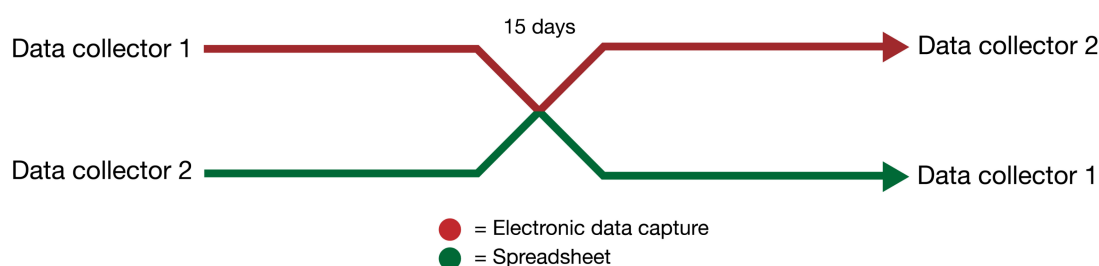 15 days
Data collector 1
Data collector 2
Data collector 2
Data collector 1
= Electronic data capture
= Spreadsheet